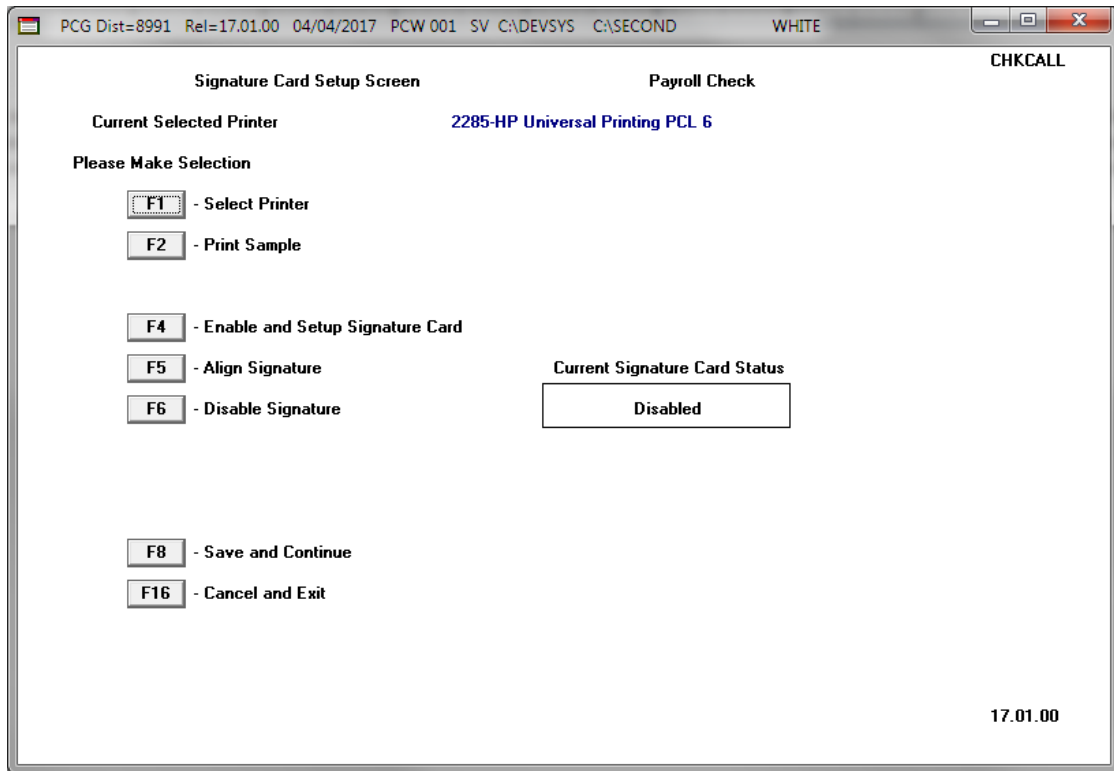 PCG Dist=8991 Rel=17.01.00 04/04/2017 PCW 001 SV C:\DEVSYS C:\SECOND WHITE
CHKCALL
Signature Card Setup Screen Payroll Check
Current Selected Printer 2285-HP Universal Printing PCL 6
Please Make Selection
F1 - Select Printer
F2 - Print Sample
F4 - Enable and Setup Signature Card
F5 - Align Signature Current Signature Card Status
F6 - Disable Signature Disabled
F8 - Save and Continue
F16 - Cancel and Exit
17.01.00